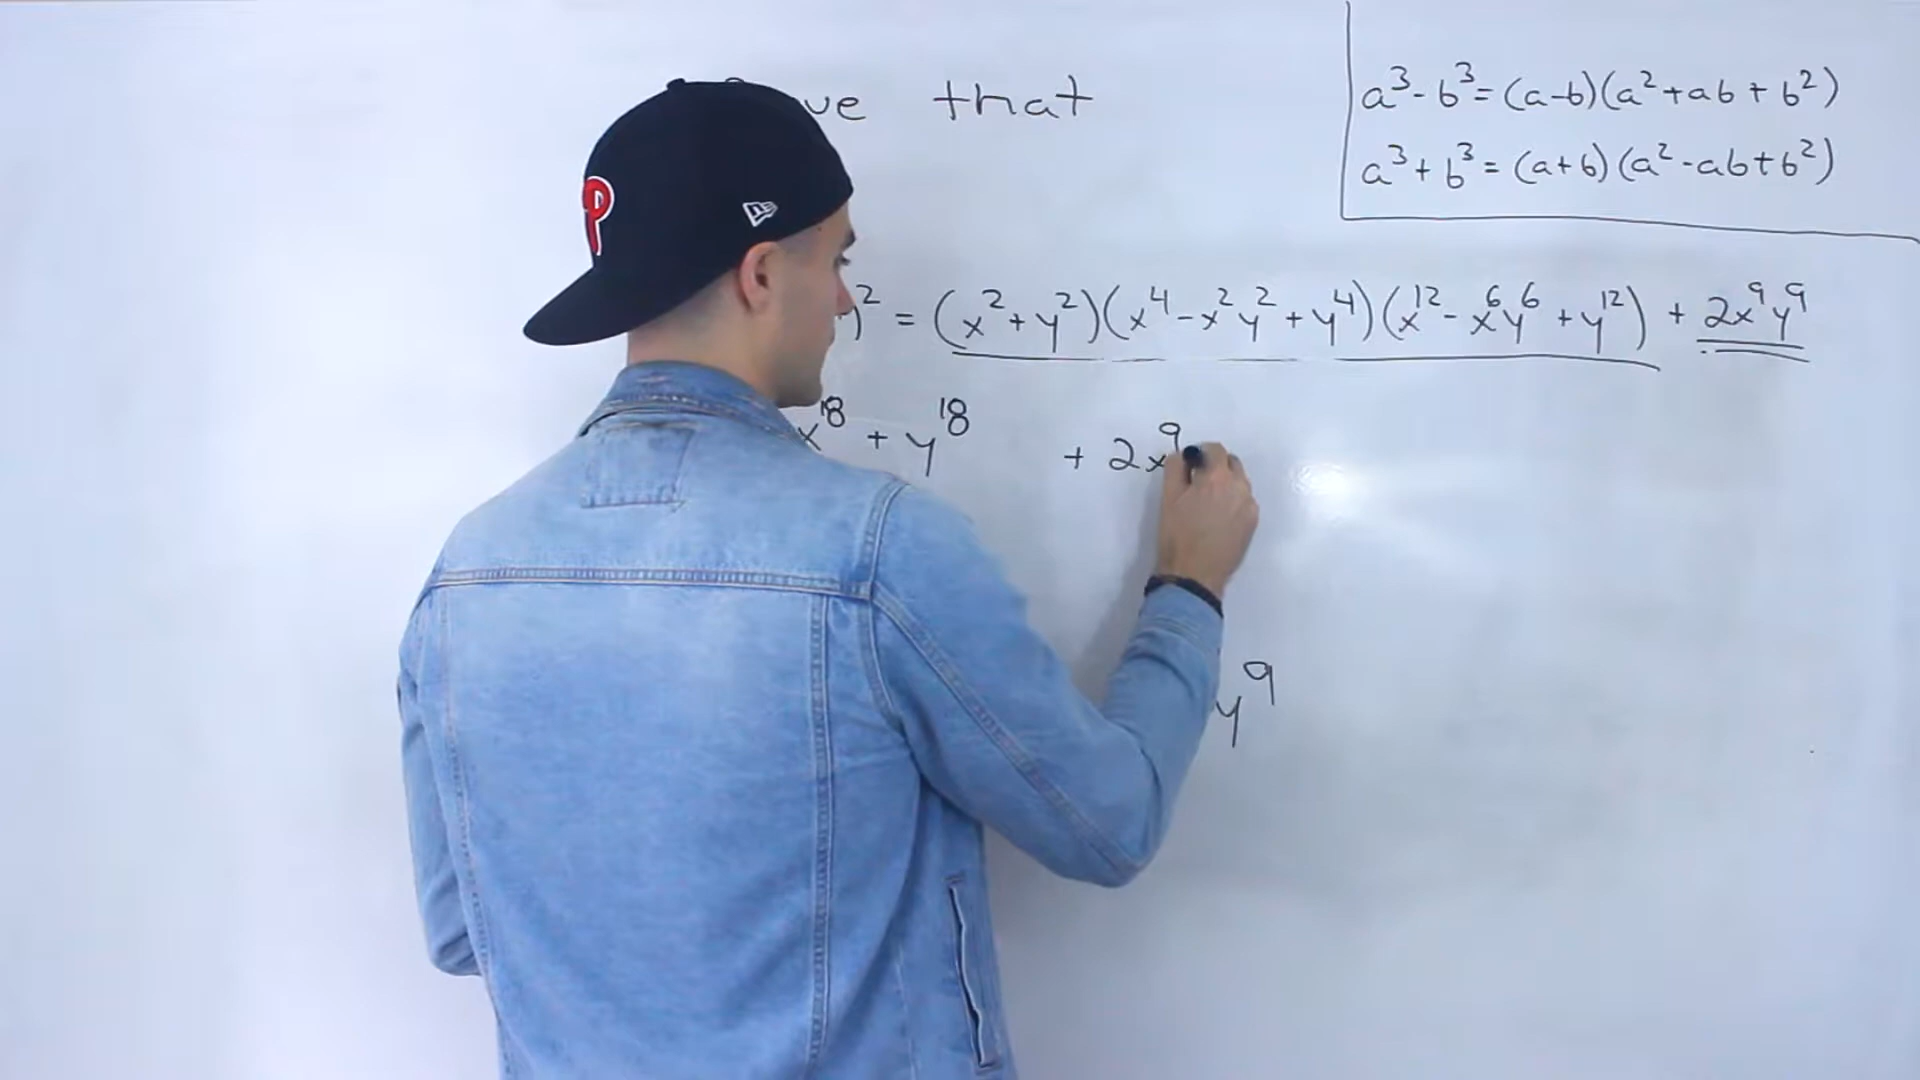 that
a³ - b³ = (a-b)(a² + ab + b²)
a³ + b³ = (a+b)(a² - ab + b²)
)² = (x² + y²)(x⁴ - x²y² + y⁴)(x¹² - x⁶y⁶ + y¹²) + 2x⁹y⁹
x¹⁸ + y¹⁸ + 2x⁹
y⁹
P